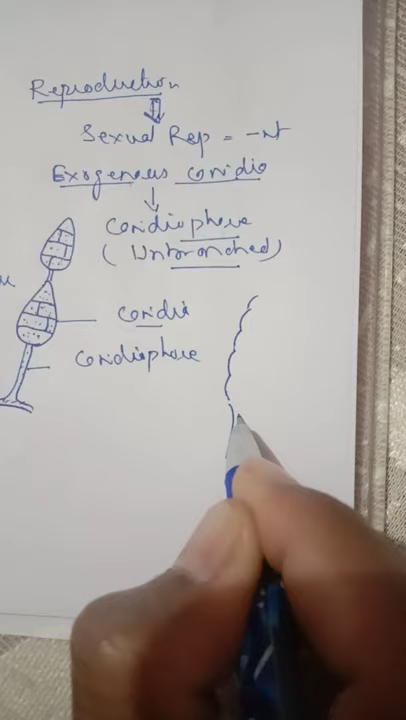 Reproduction
Sexual Rep = -nt
Exogenous conidia
Conidiophore
(Unbranched)
conidia
Conidiophore